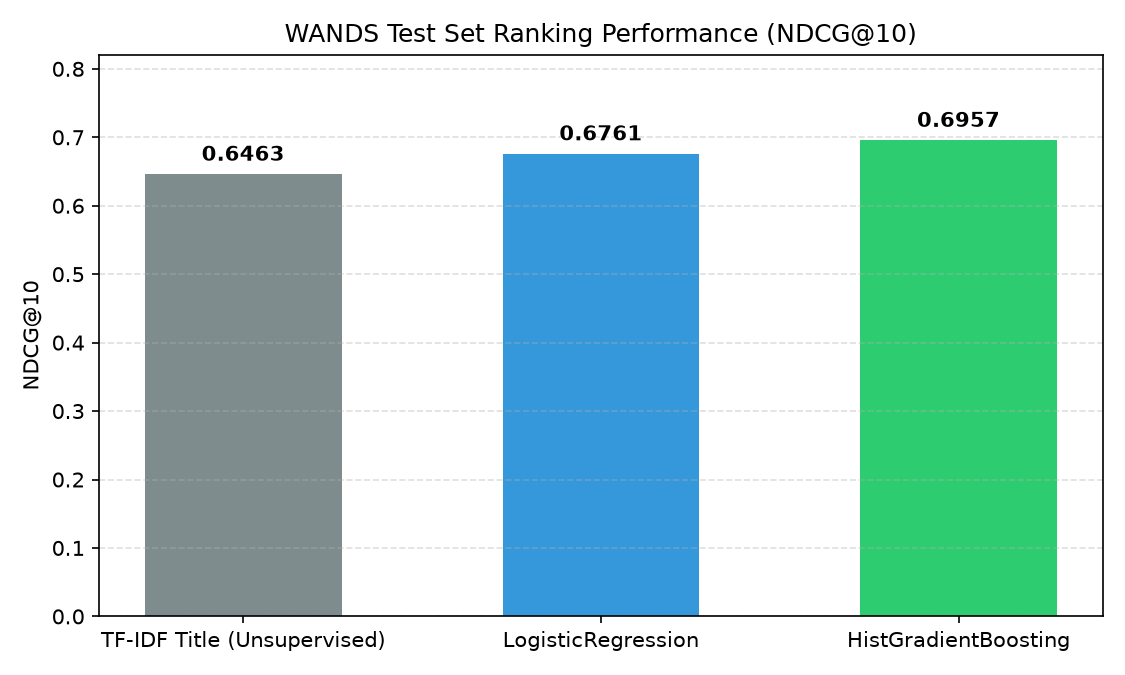 WANDS Test Set Ranking Performance (NDCG@10)
NDCG@10
0.8
0.7
0.6
0.5
0.4
0.3
0.2
0.1
0.0
0.6463
0.6761
0.6957
TF-IDF Title (Unsupervised)
LogisticRegression
HistGradientBoosting